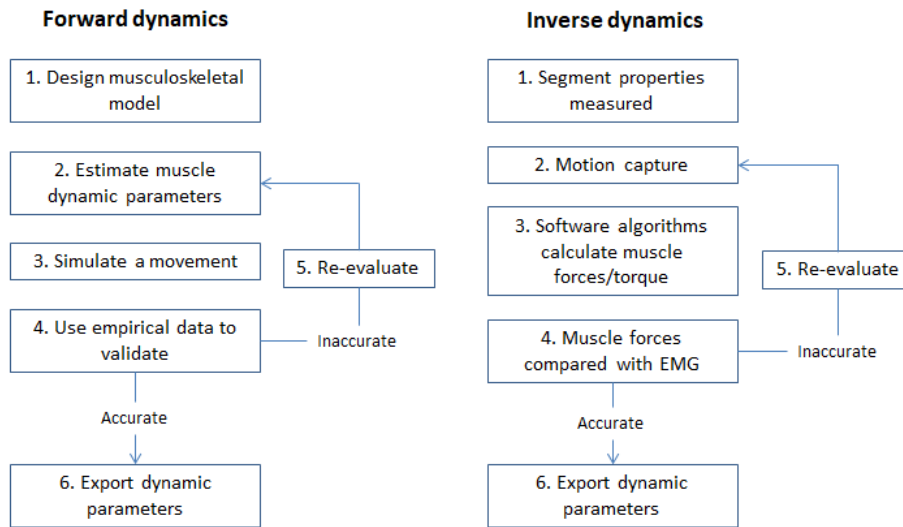 Forward dynamics
1. Design musculoskeletal
model
2. Estimate muscle
dynamic parameters
3. Simulate a movement
5. Re-evaluate
4. Use empirical data to
validate
Inaccurate
Accurate
6. Export dynamic
parameters
Inverse dynamics
1. Segment properties
measured
2. Motion capture
3. Software algorithms
calculate muscle
forces/torque
5. Re-evaluate
4. Muscle forces
compared with EMG
Inaccurate
Accurate
6. Export dynamic
parameters